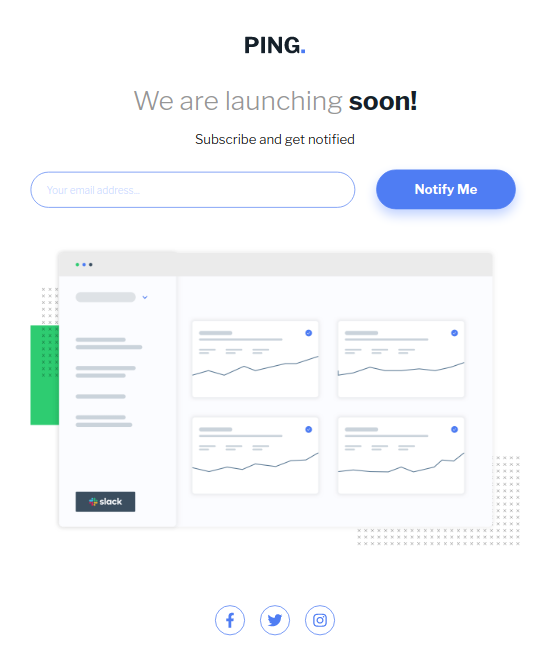 PING.
We are launching soon!
Subscribe and get notified
Your email address...
Notify Me
slack